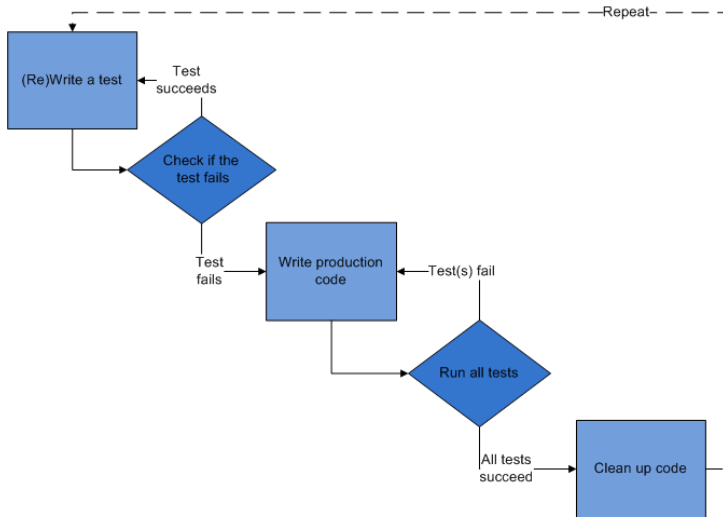 Repeat
(Re)Write a test
Test
succeeds
Check if the
test fails
Test
fails
Write production
code
Test(s) fail
Run all tests
All tests
succeed
Clean up code